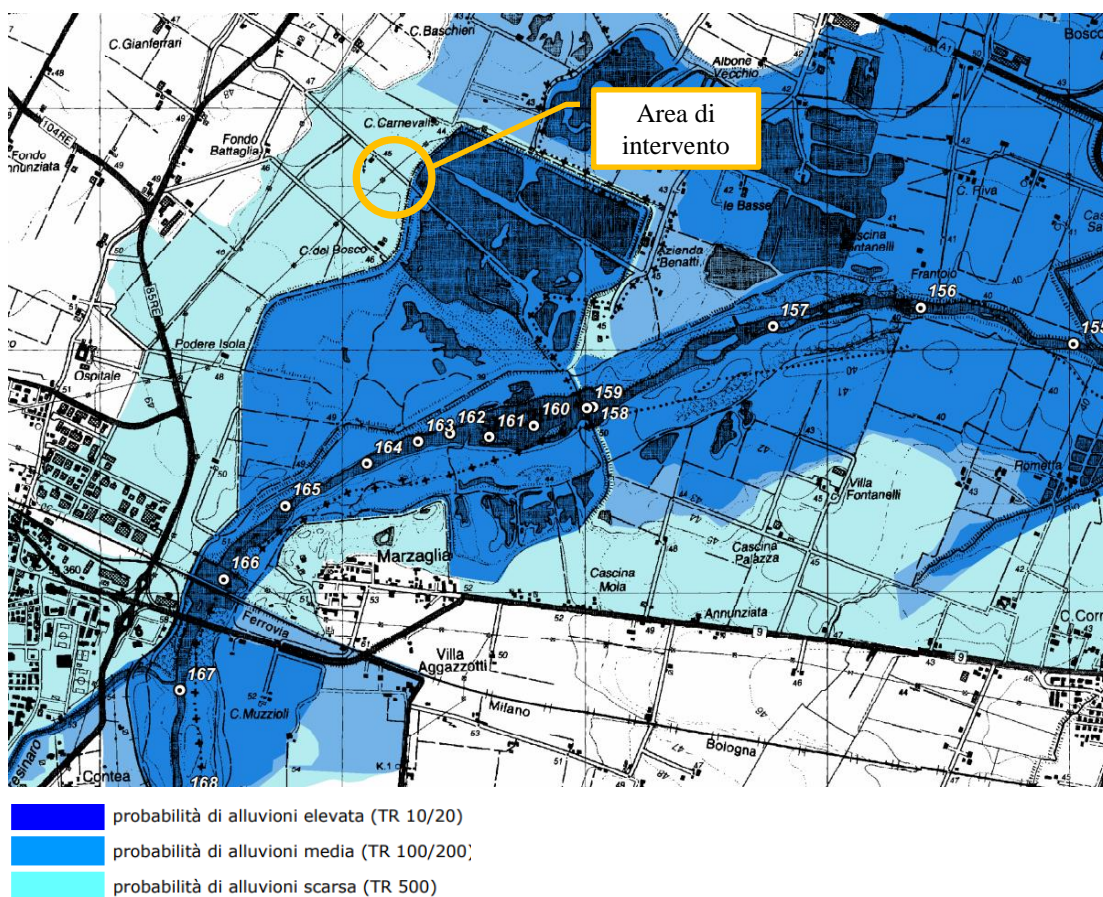 C. Gianferrari
C. Baschieri
Bosco
A1
Albone
Vecchio
Area di
intervento
C. Carnevali
104RE
Fondo
Battaglia
Fondo
C. Riva
le Basse
Cascina
Fontanelli
Azienda
Benatti
C. del Bosco
Frantoio
156
157
155
85RE
Podere Isola
Ospitale
159
158
160
161
162
163
164
165
Villa
Fontanelli
Rometta
Marzaglia
Cascina
Palazza
Cascina
Mola
166
Annunziata
9
Ferrovia
Villa
Aggazzotti
167
C. Muzzioli
Milano
Bologna
Contea
K.1
168
probabilità di alluvioni elevata (TR 10/20)
probabilità di alluvioni media (TR 100/200)
probabilità di alluvioni scarsa (TR 500)